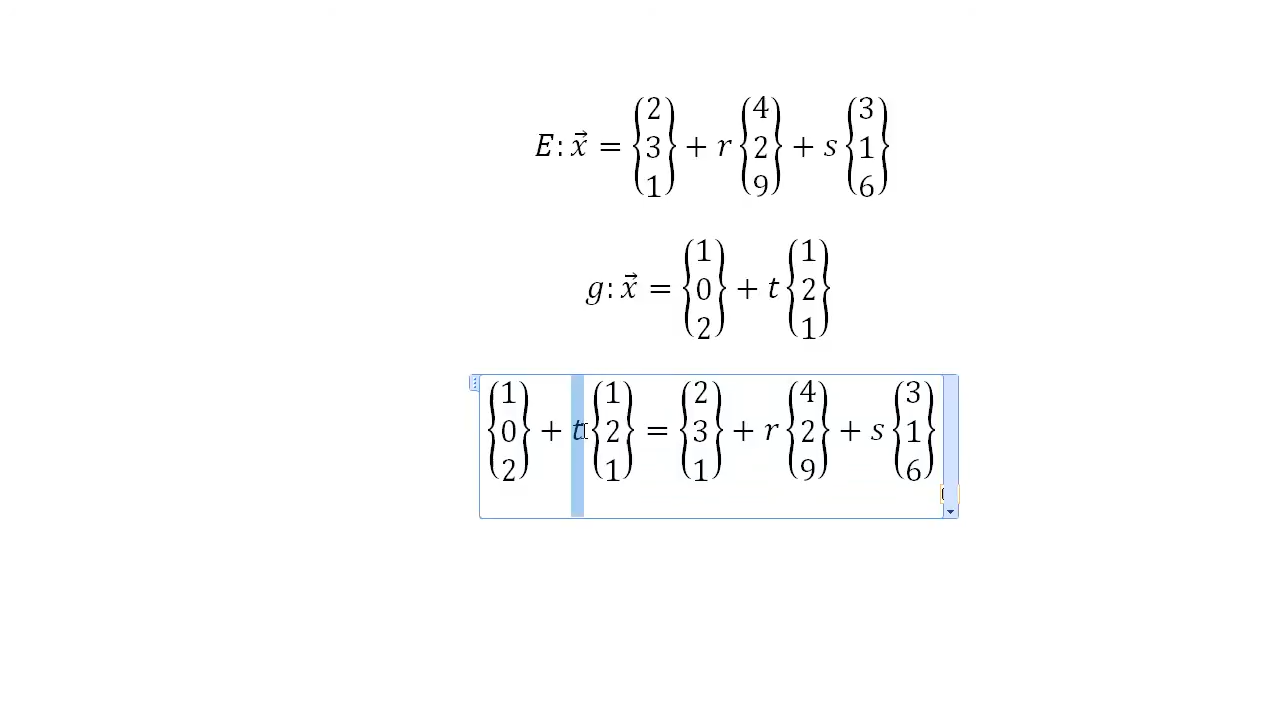 E: x⃗ = {2 3 1} + r {4 2 9} + s {3 1 6}
g: x⃗ = {1 0 2} + t {1 2 1}
{1 0 2} + t {1 2 1} = {2 3 1} + r {4 2 9} + s {3 1 6}